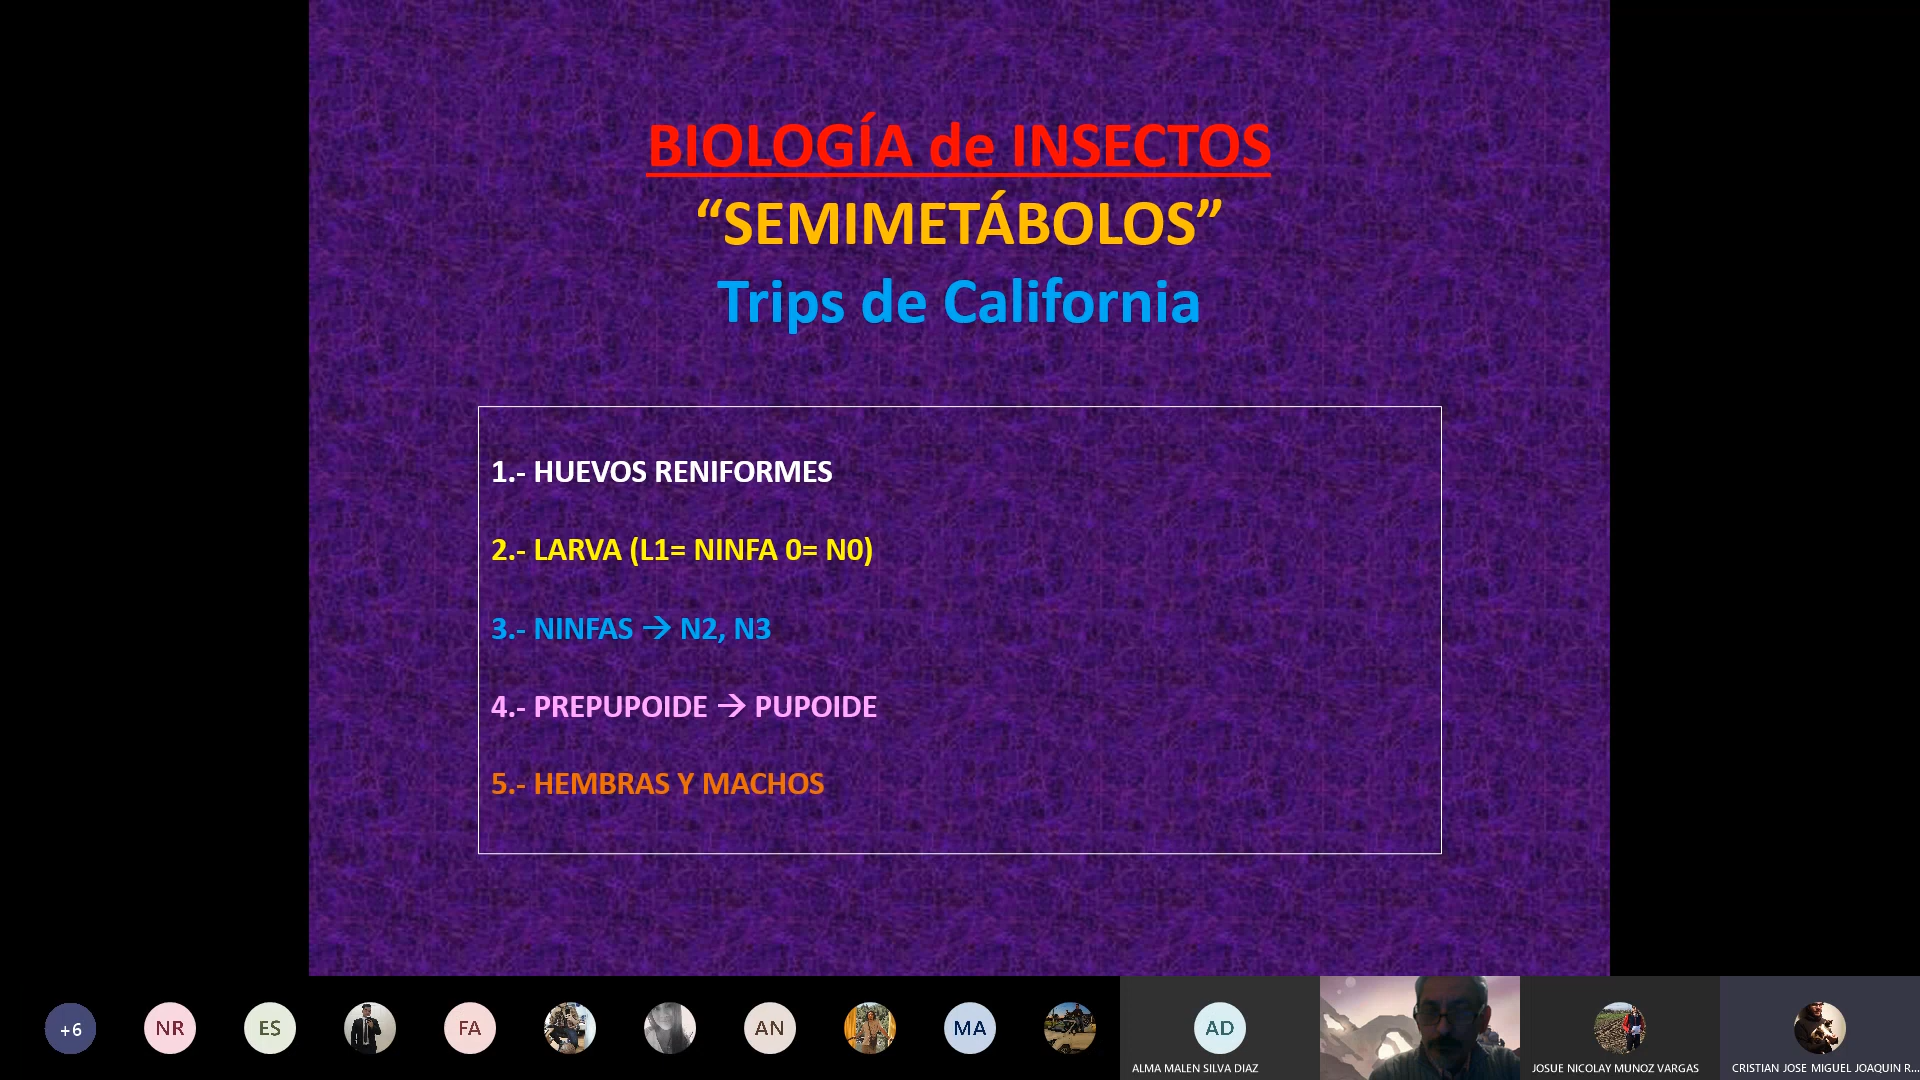 BIOLOGÍA de INSECTOS
“SEMIMETÁBOLOS”
Trips de California
1.- HUEVOS RENIFORMES
2.- LARVA (L1= NINFA 0= N0)
3.- NINFAS → N2, N3
4.- PREPUPOIDE → PUPOIDE
5.- HEMBRAS Y MACHOS
+6
NR
ES
FA
AN
MA
AD
ALMA MALEN SILVA DIAZ
JOSUE NICOLAY MUNOZ VARGAS
CRISTIAN JOSE MIGUEL JOAQUIN R...